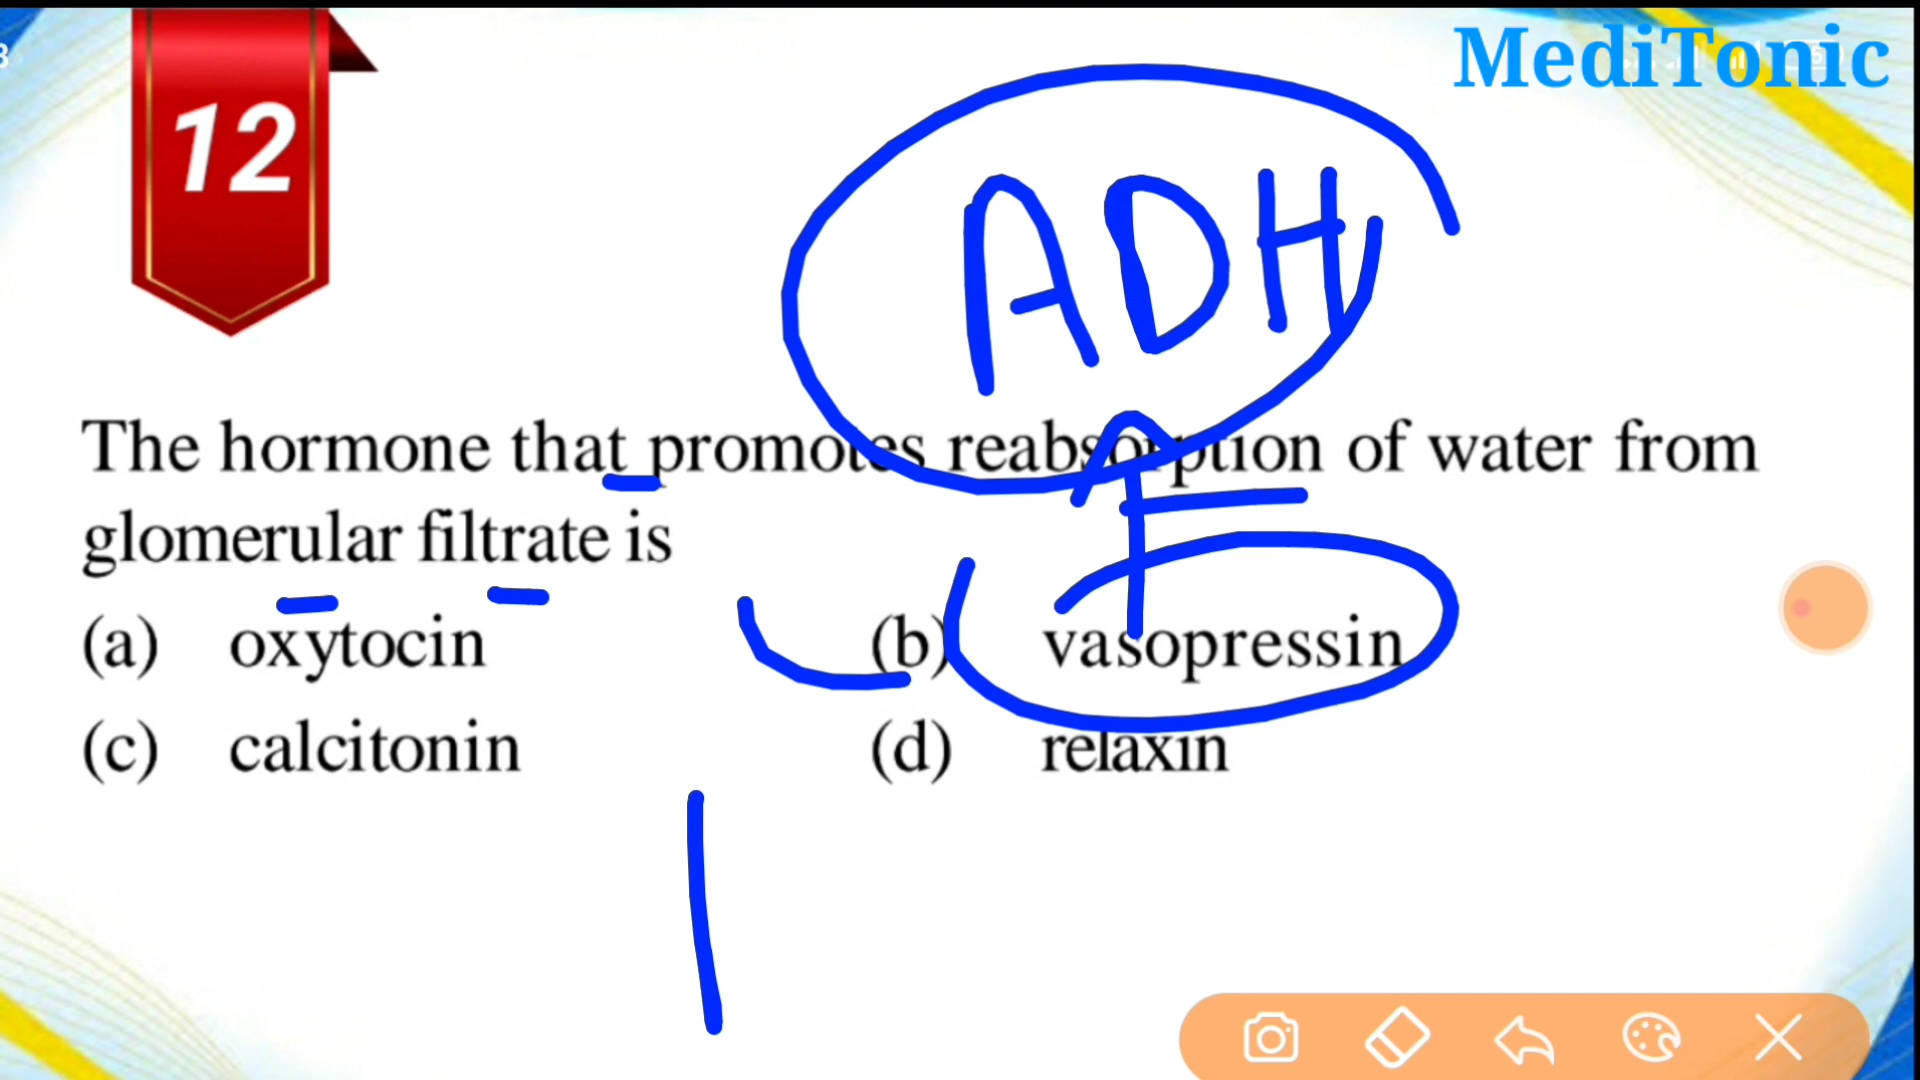 MediTonic
12
ADH
The hormone that promotes reabsorption of water from
glomerular filtrate is
(a) oxytocin (b) vasopressin
(c) calcitonin (d) relaxin